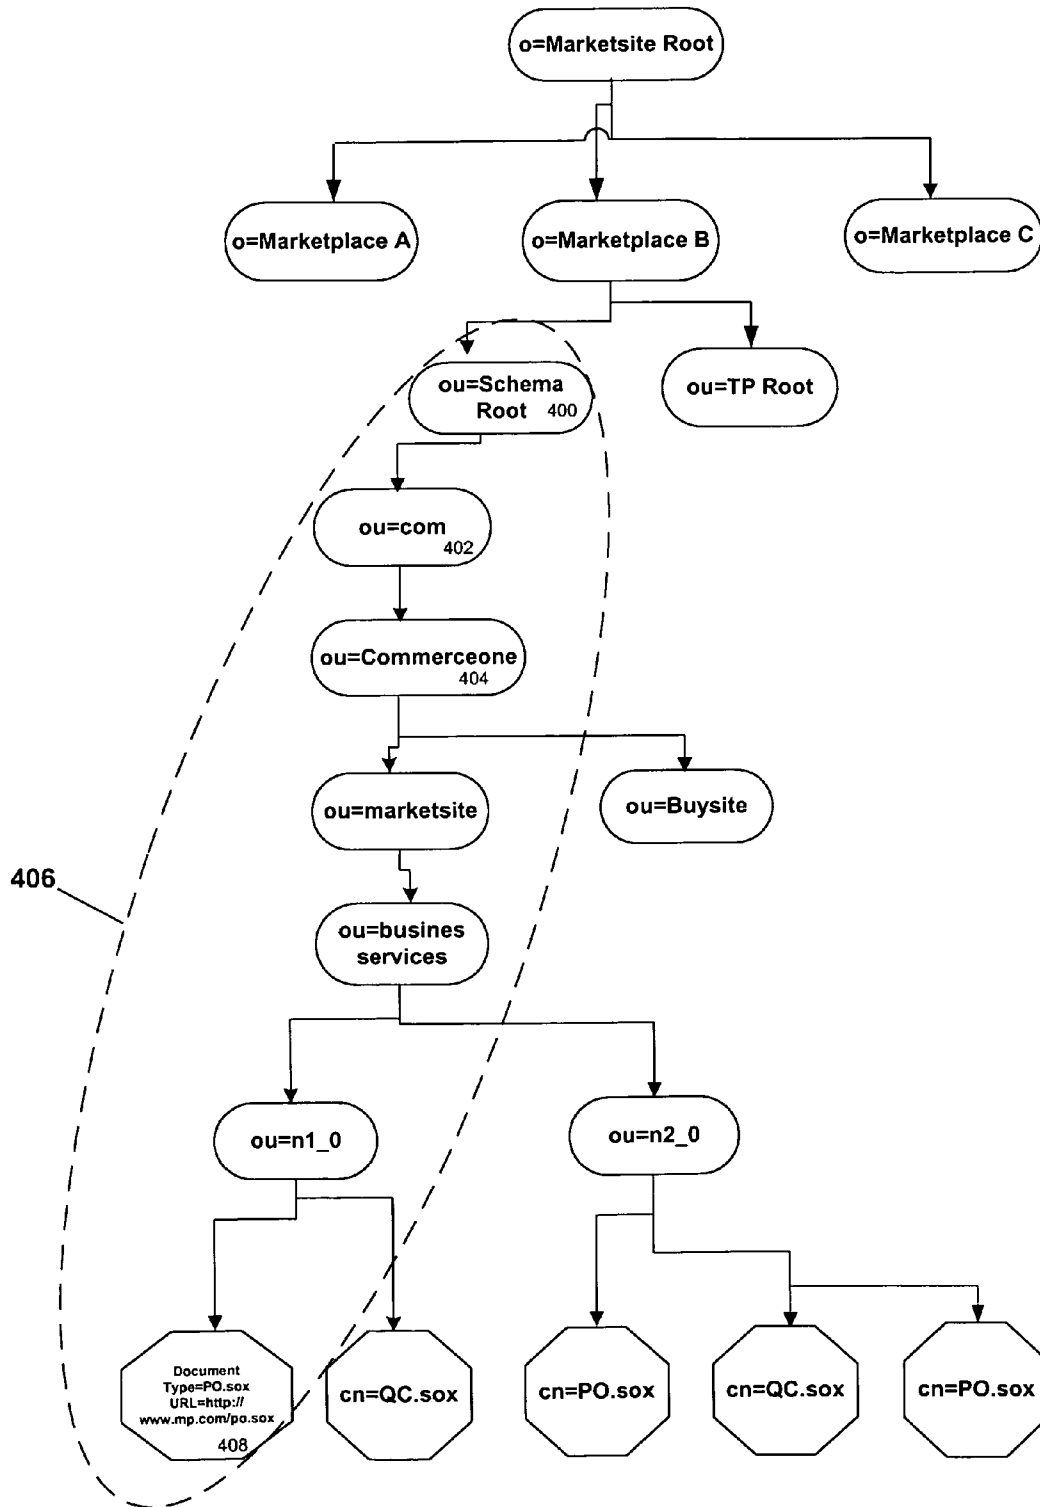 o=Marketsite Root
o=Marketplace A
o=Marketplace B
o=Marketplace C
ou=Schema
Root 400
ou=TP Root
ou=com
402
ou=Commerceone
404
ou=marketsite
ou=Buysite
406
ou=busines
services
ou=n1_0
ou=n2_0
Document
Type=PO.sox
URL=http://
www.mp.com/po.sox
408
cn=QC.sox
cn=PO.sox
cn=QC.sox
cn=PO.sox